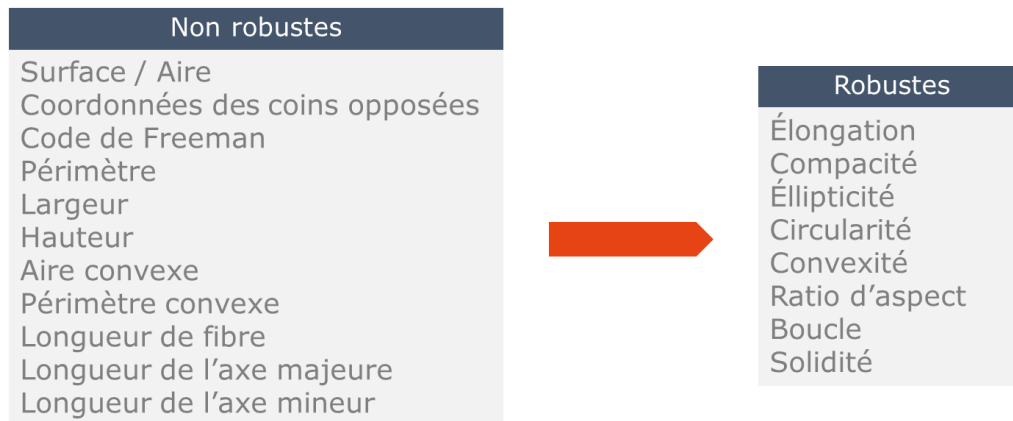 Non robustes
Surface / Aire
Coordonnées des coins opposées
Code de Freeman
Périmètre
Largeur
Hauteur
Aire convexe
Périmètre convexe
Longueur de fibre
Longueur de l’axe majeure
Longueur de l’axe mineur
Robustes
Élongation
Compacité
Éllipticité
Circularité
Convexité
Ratio d’aspect
Boucle
Solidité